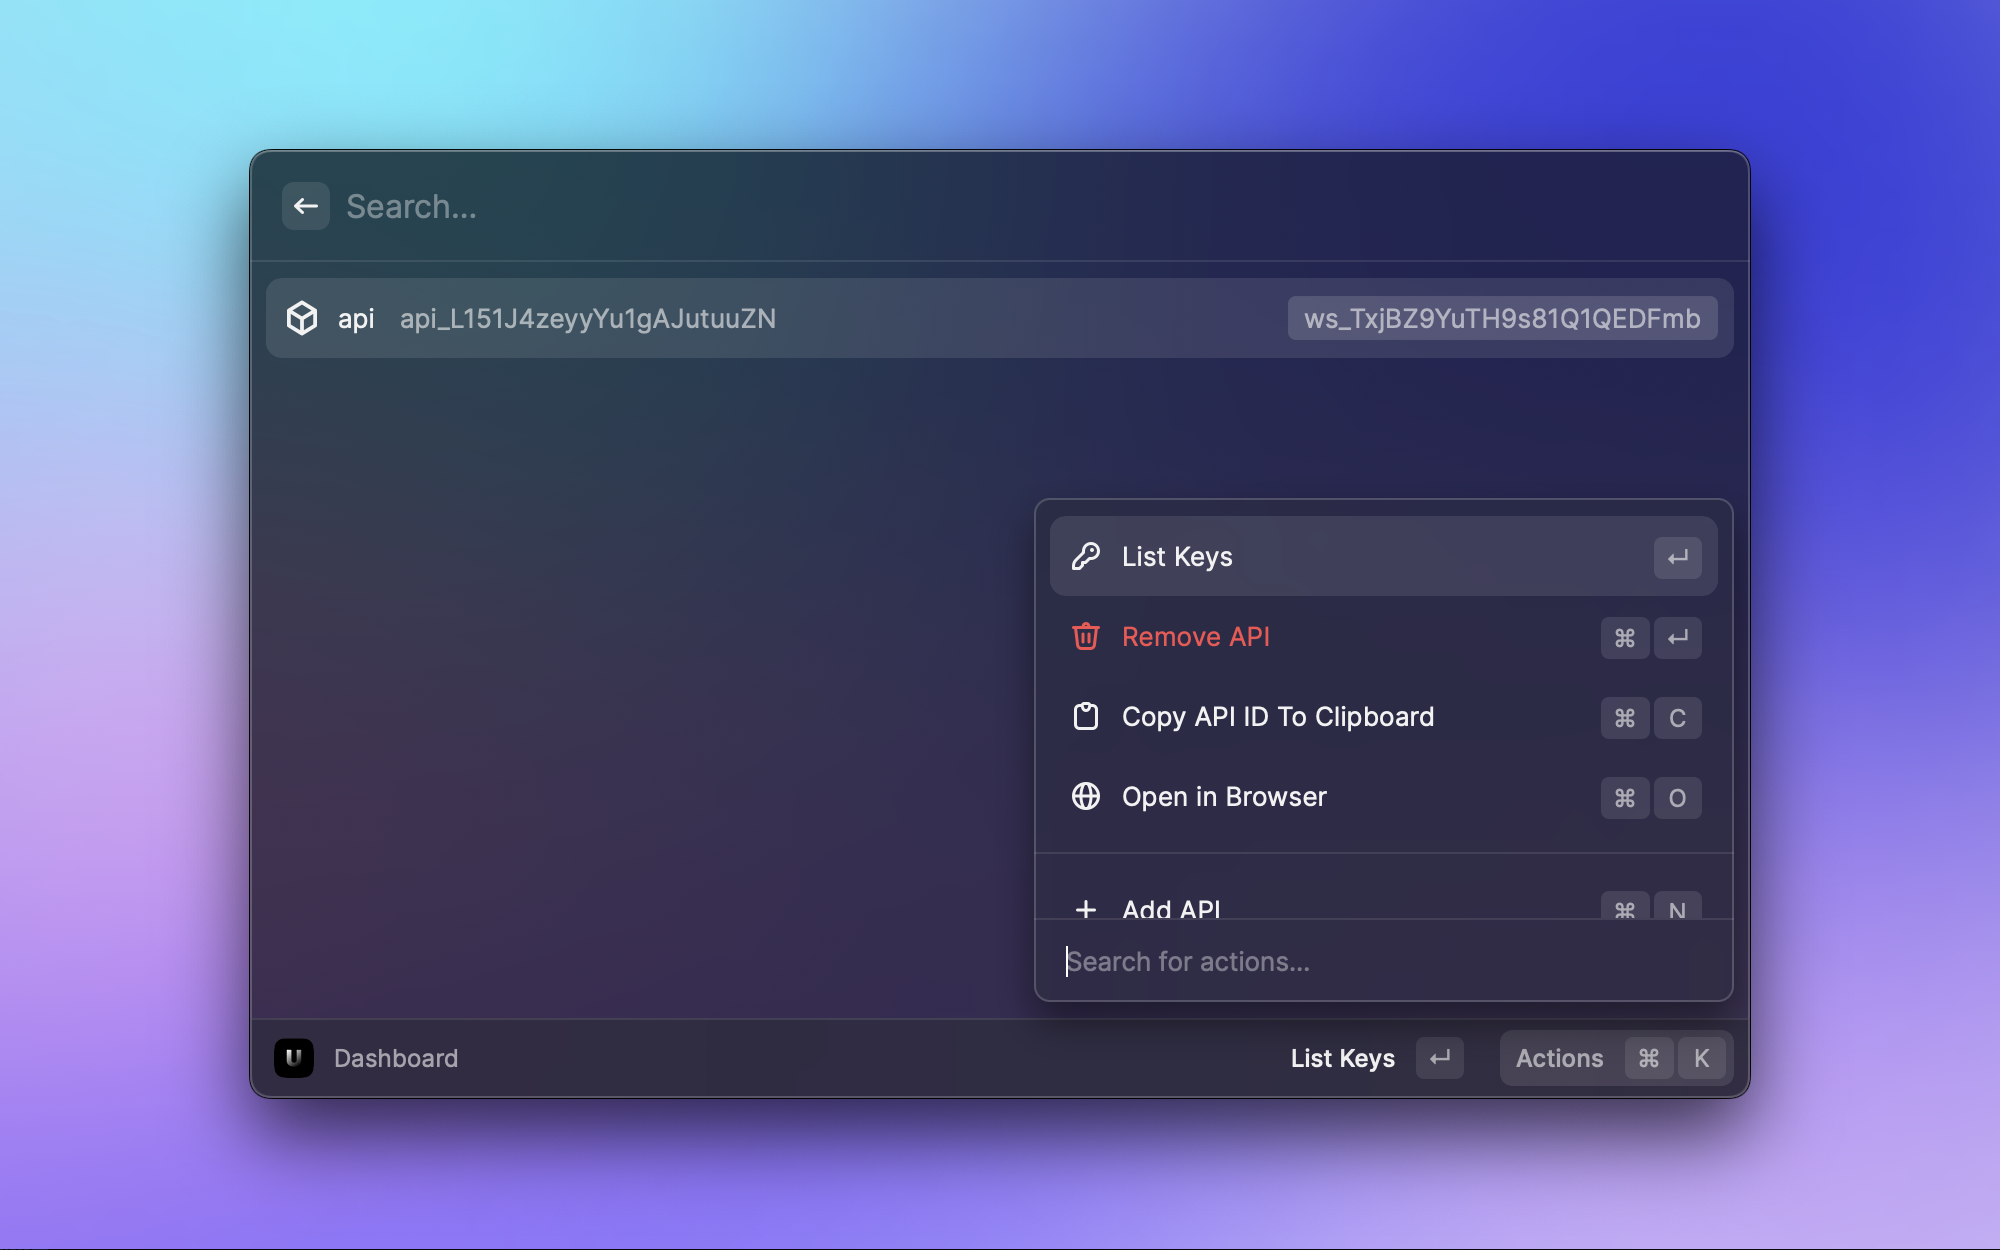 Search...
api api_L151J4zeyyYu1gAJutuuZN ws_TxjBZ9YuTH9s81Q1QEDFmb
List Keys
Remove API ⌘
Copy API ID To Clipboard ⌘ C
Open in Browser ⌘ O
Add API ⌘ N
Search for actions...
U Dashboard List Keys Actions ⌘ K